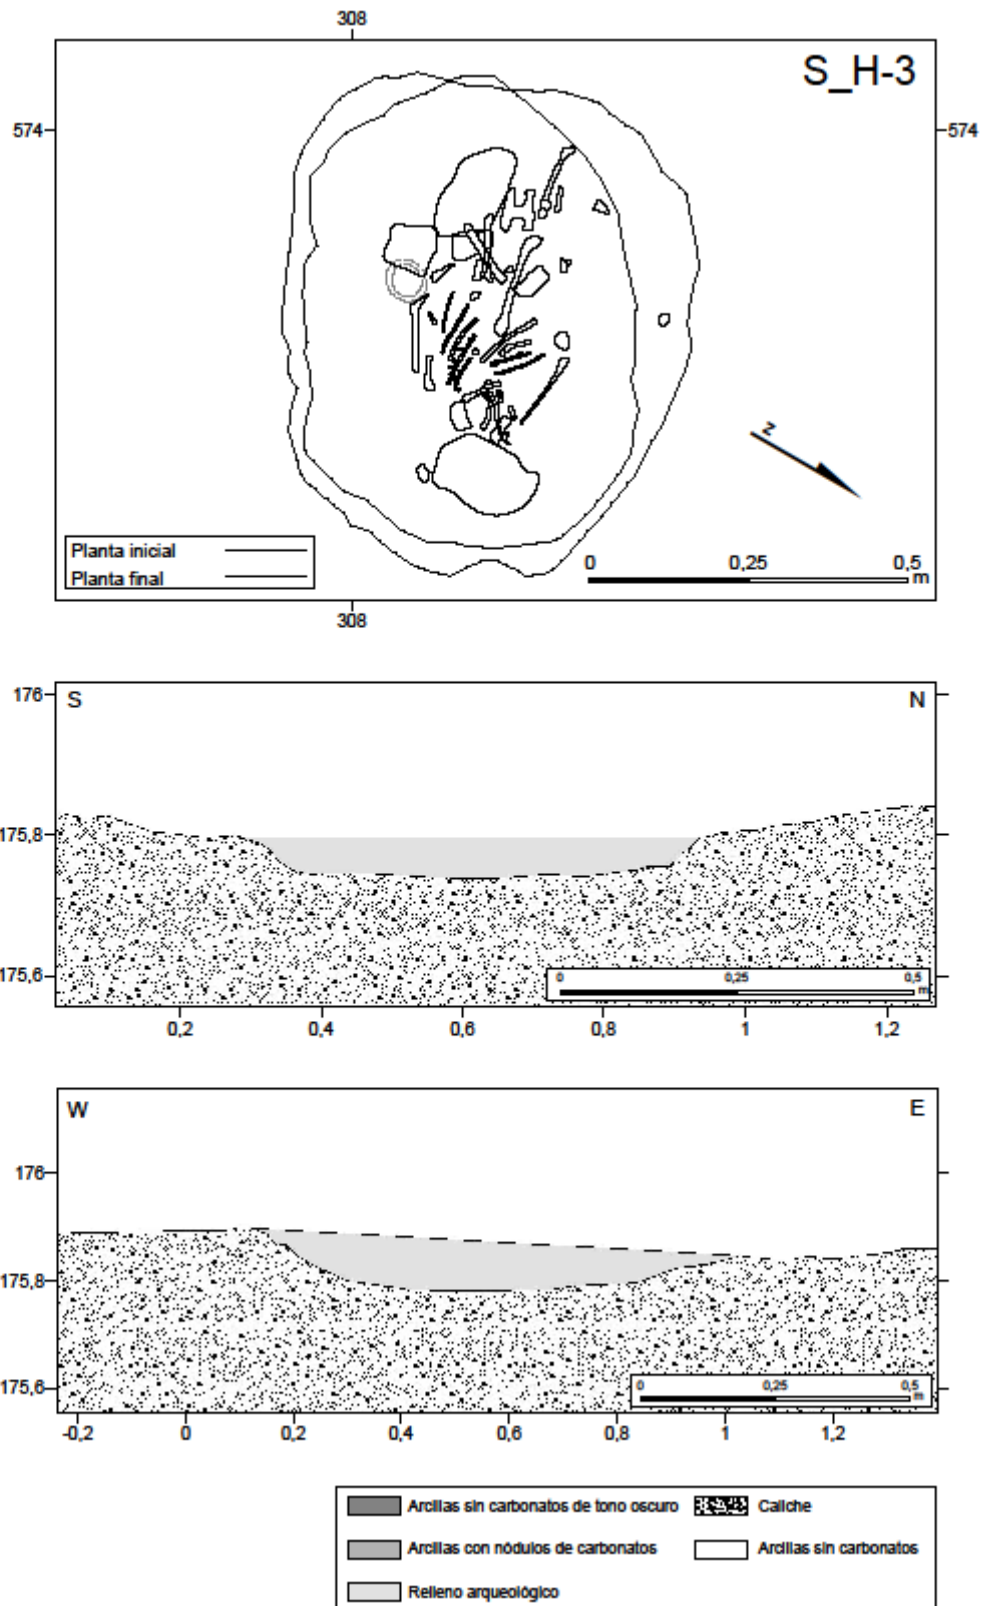 308
S_H-3
574 574
z
Planta inicial
Planta final
0 0,25 0,5
m
308
176
S N
175,8
175,6
0 0,25 0,5
m
0,2 0,4 0,6 0,8 1 1,2
W E
176
175,8
175,6
0 0,25 0,5
m
-0,2 0 0,2 0,4 0,6 0,8 1 1,2
Arcillas sin carbonatos de tono oscuro Caliche
Arcillas con nódulos de carbonatos Arcillas sin carbonatos
Relleno arqueológico